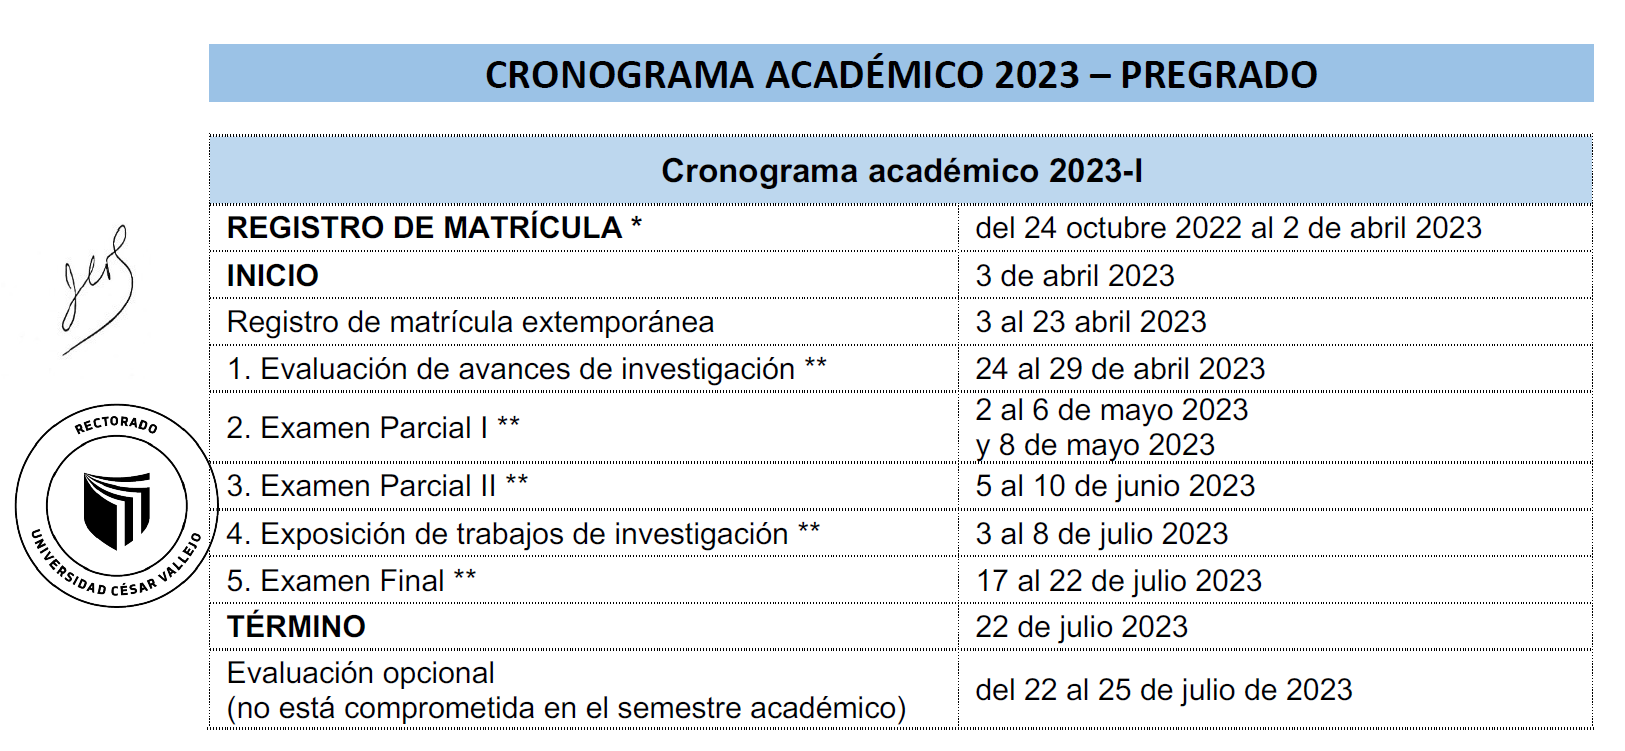 CRONOGRAMA ACADÉMICO 2023 – PREGRADO
Cronograma académico 2023-I
REGISTRO DE MATRÍCULA * del 24 octubre 2022 al 2 de abril 2023
INICIO 3 de abril 2023
Registro de matrícula extemporánea 3 al 23 abril 2023
1. Evaluación de avances de investigación ** 24 al 29 de abril 2023
2. Examen Parcial I ** 2 al 6 de mayo 2023
y 8 de mayo 2023
3. Examen Parcial II ** 5 al 10 de junio 2023
4. Exposición de trabajos de investigación ** 3 al 8 de julio 2023
5. Examen Final ** 17 al 22 de julio 2023
TÉRMINO 22 de julio 2023
Evaluación opcional
(no está comprometida en el semestre académico) del 22 al 25 de julio de 2023
RECTORADO
UNIVERSIDAD CÉSAR VALLEJO